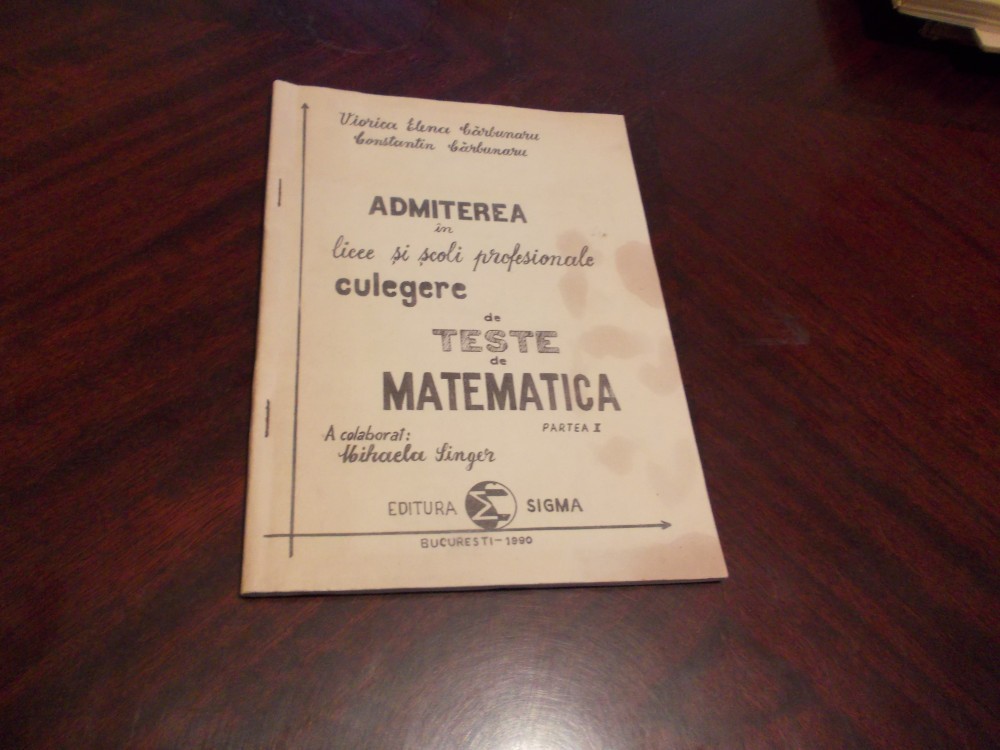 Viorica Elena Cărbunaru
Constantin Cărbunaru
ADMITEREA
în
licee și școli profesionale
culegere
de
TESTE
de
MATEMATICA
PARTEA II
A colaborat:
Mihaela Singer
EDITURA Σ SIGMA
BUCUREȘTI-1990